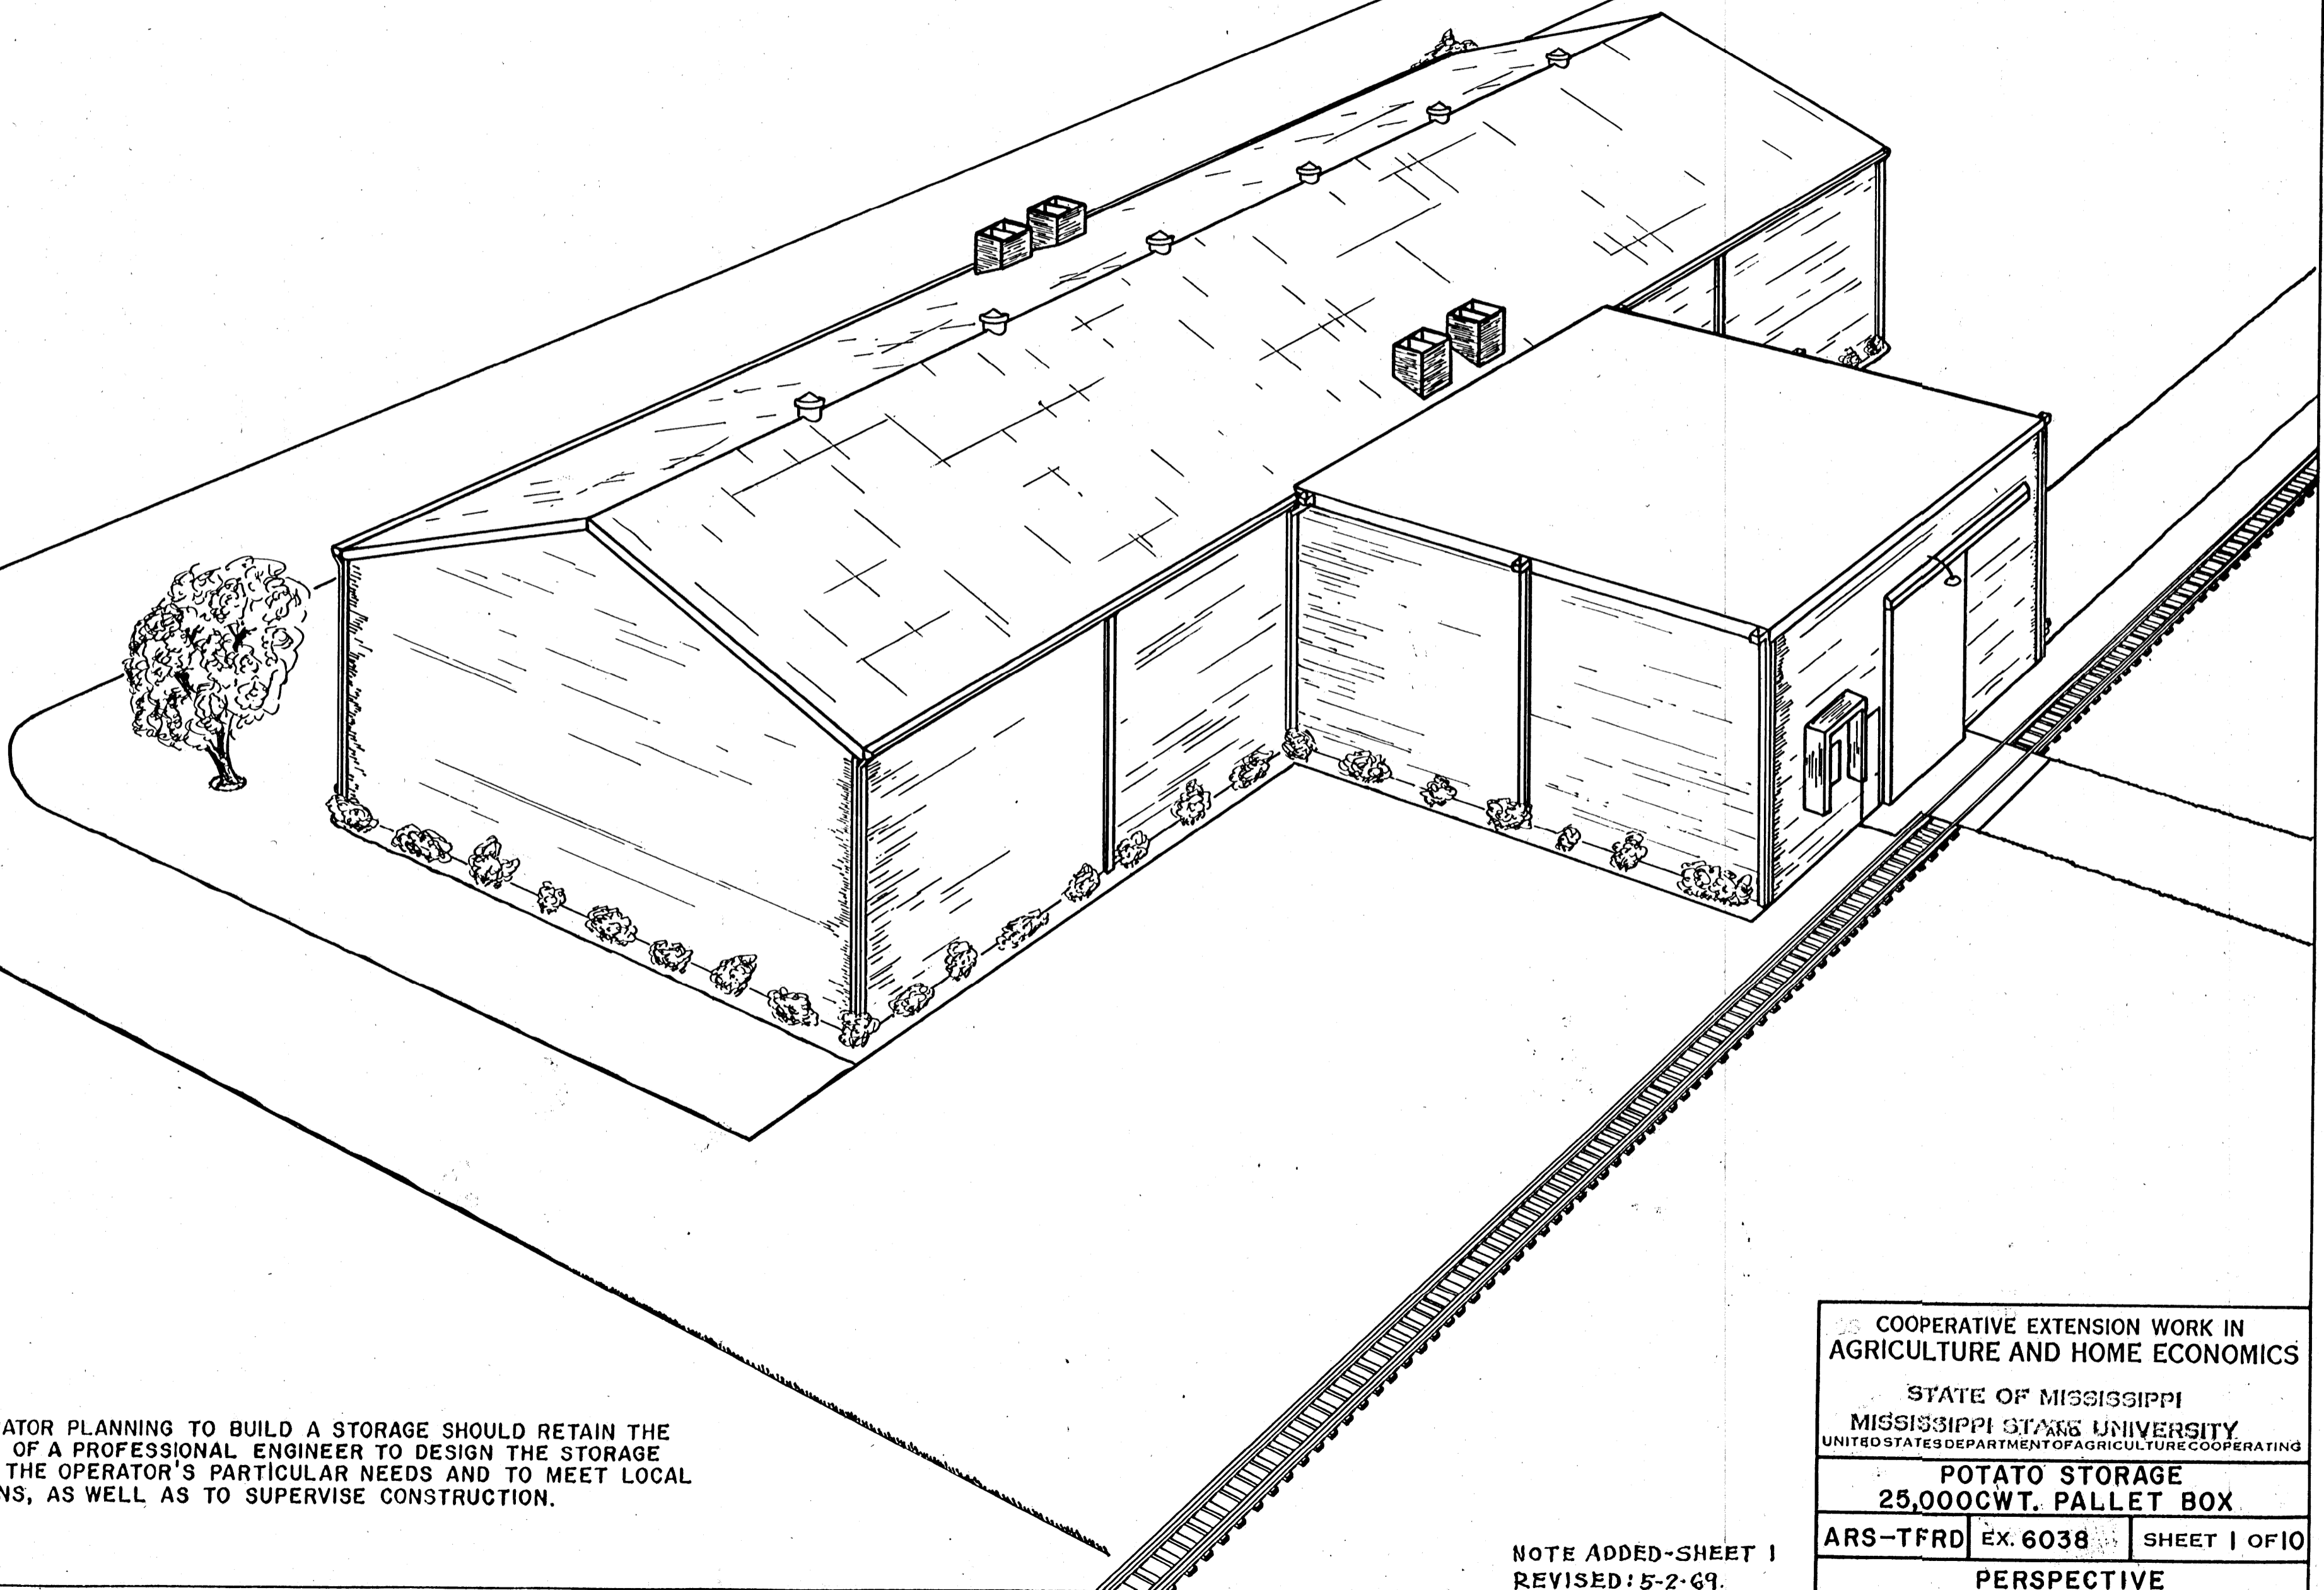 ATOR PLANNING TO BUILD A STORAGE SHOULD RETAIN THE
OF A PROFESSIONAL ENGINEER TO DESIGN THE STORAGE
THE OPERATOR'S PARTICULAR NEEDS AND TO MEET LOCAL
NS, AS WELL AS TO SUPERVISE CONSTRUCTION.
NOTE ADDED-SHEET 1
REVISED: 5-2-69.
COOPERATIVE EXTENSION WORK IN
AGRICULTURE AND HOME ECONOMICS
STATE OF MISSISSIPPI
MISSISSIPPI STATE UNIVERSITY
AND
UNITED STATES DEPARTMENT OF AGRICULTURE COOPERATING
POTATO STORAGE
25,000CWT. PALLET BOX
ARS-TFRD EX. 6038 SHEET 1 OF 10
PERSPECTIVE